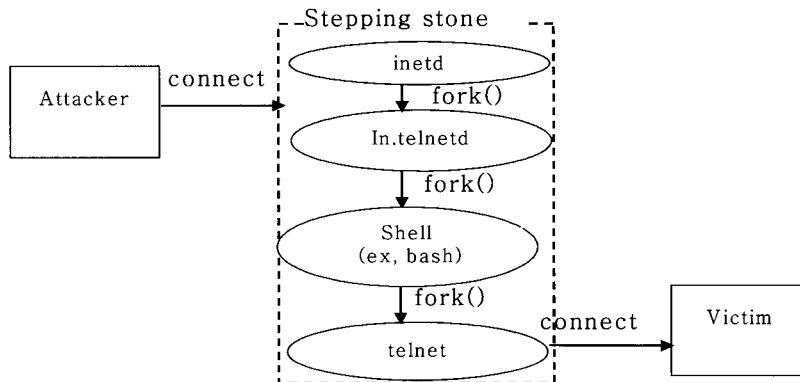 Stepping stone
inetd
connect
Attacker
fork()
In.telnetd
fork()
Shell
(ex, bash)
fork()
connect
Victim
telnet